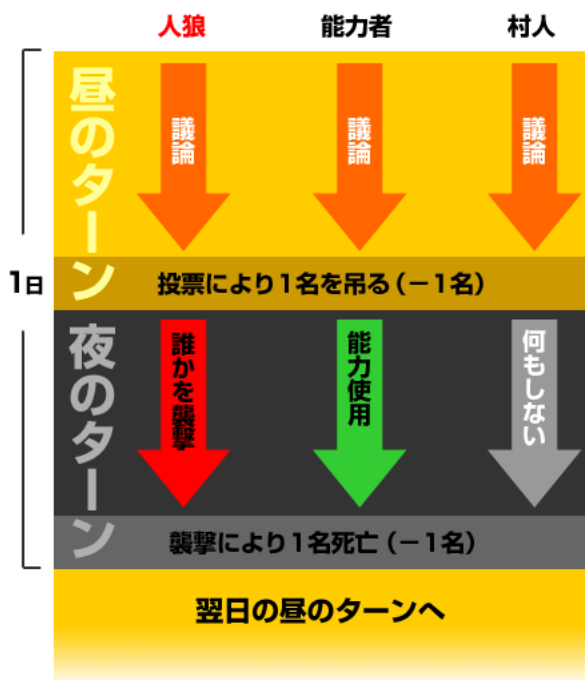 人狼 能力者 村人
昼のターン
議論 議論 議論
1日
投票により1名を吊る（－1名）
夜のターン
誰かを襲撃 能力使用 何もしない
襲撃により1名死亡（－1名）
翌日の昼のターンへ